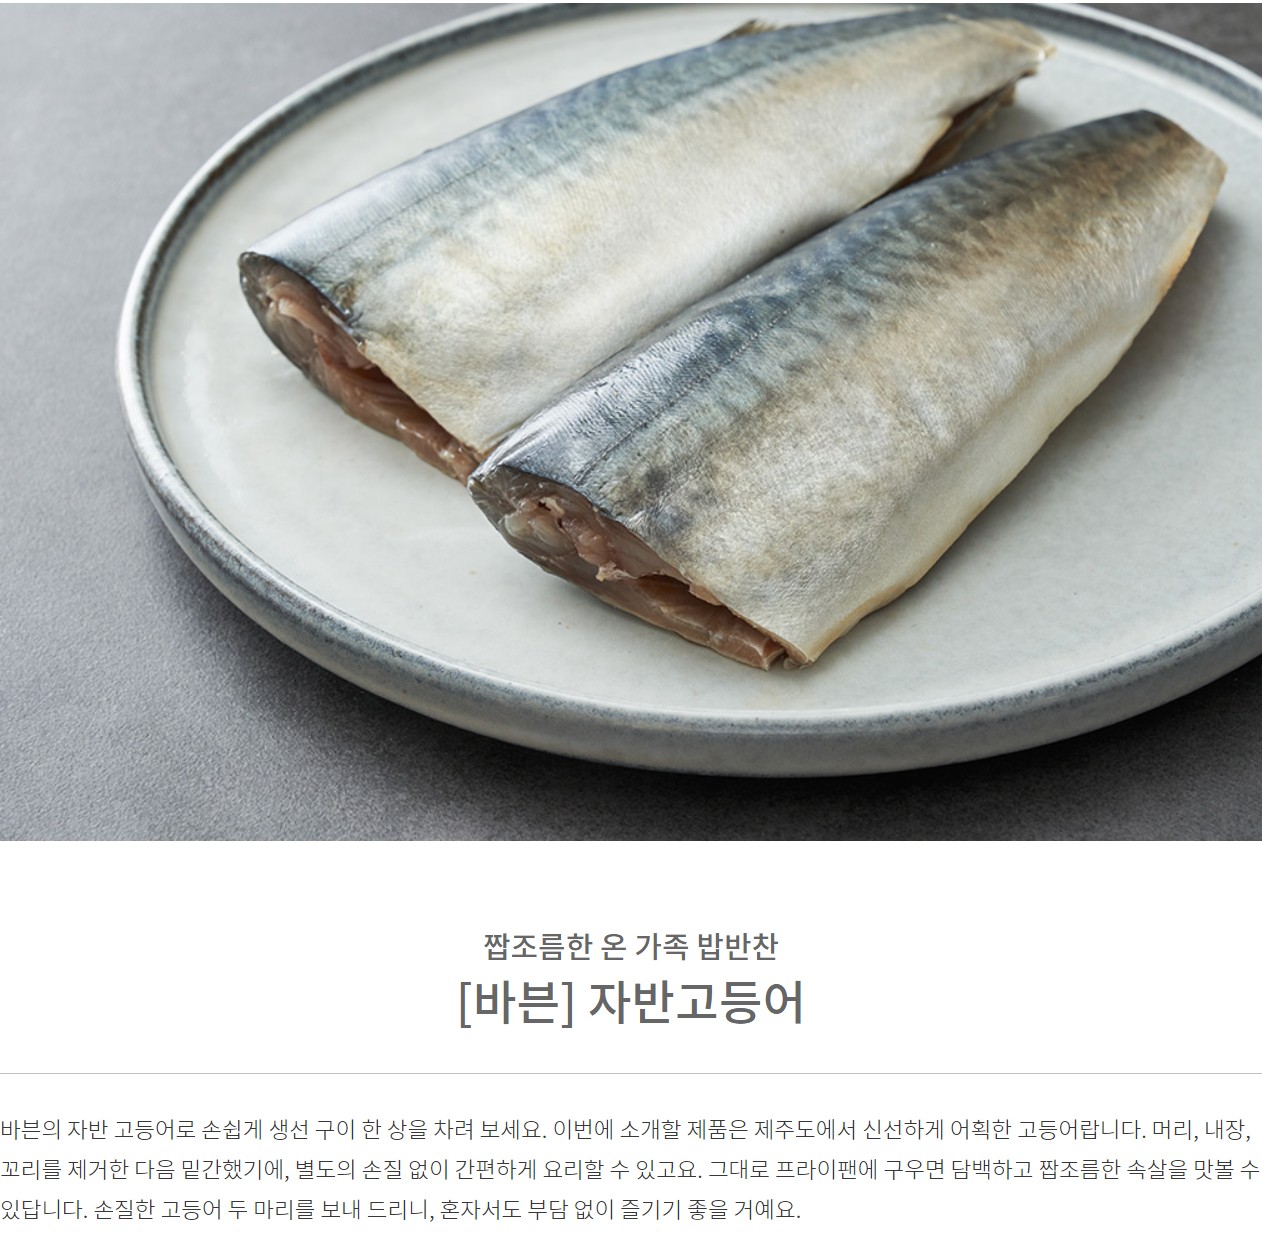 짭조름한 온 가족 밥반찬
[바븐] 자반고등어
바븐의 자반 고등어로 손쉽게 생선 구이 한 상을 차려 보세요. 이번에 소개할 제품은 제주도에서 신선하게 어획한 고등어랍니다. 머리, 내장,
꼬리를 제거한 다음 밑간했기에, 별도의 손질 없이 간편하게 요리할 수 있고요. 그대로 프라이팬에 구우면 담백하고 짭조름한 속살을 맛볼 수
있답니다. 손질한 고등어 두 마리를 보내 드리니, 혼자서도 부담 없이 즐기기 좋을 거예요.